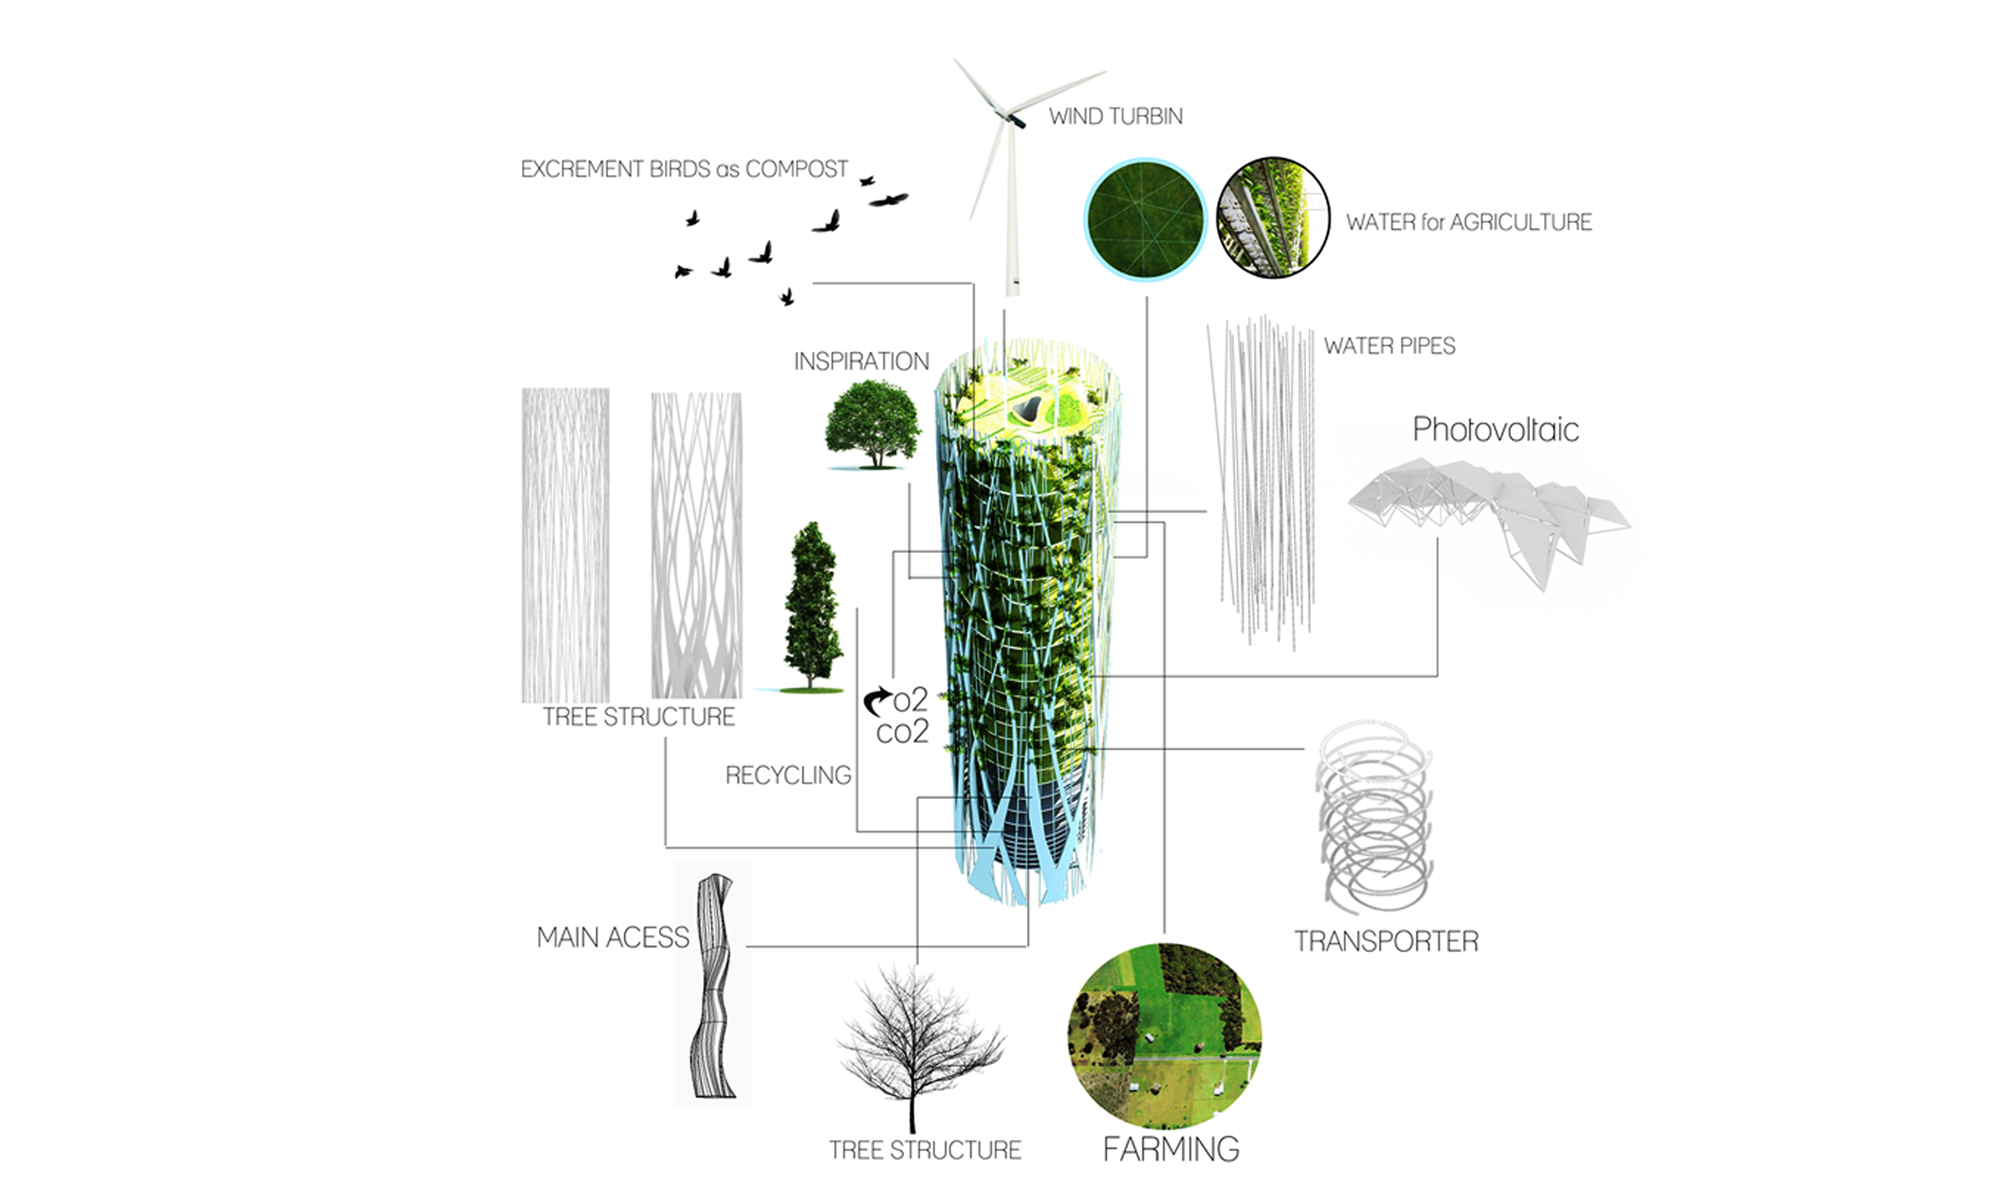 WIND TURBIN
EXCREMENT BIRDS as COMPOST
WATER for AGRICULTURE
WATER PIPES
INSPIRATION
Photovoltaic
o2
co2
TREE STRUCTURE
RECYCLING
MAIN ACESS
TRANSPORTER
TREE STRUCTURE
FARMING